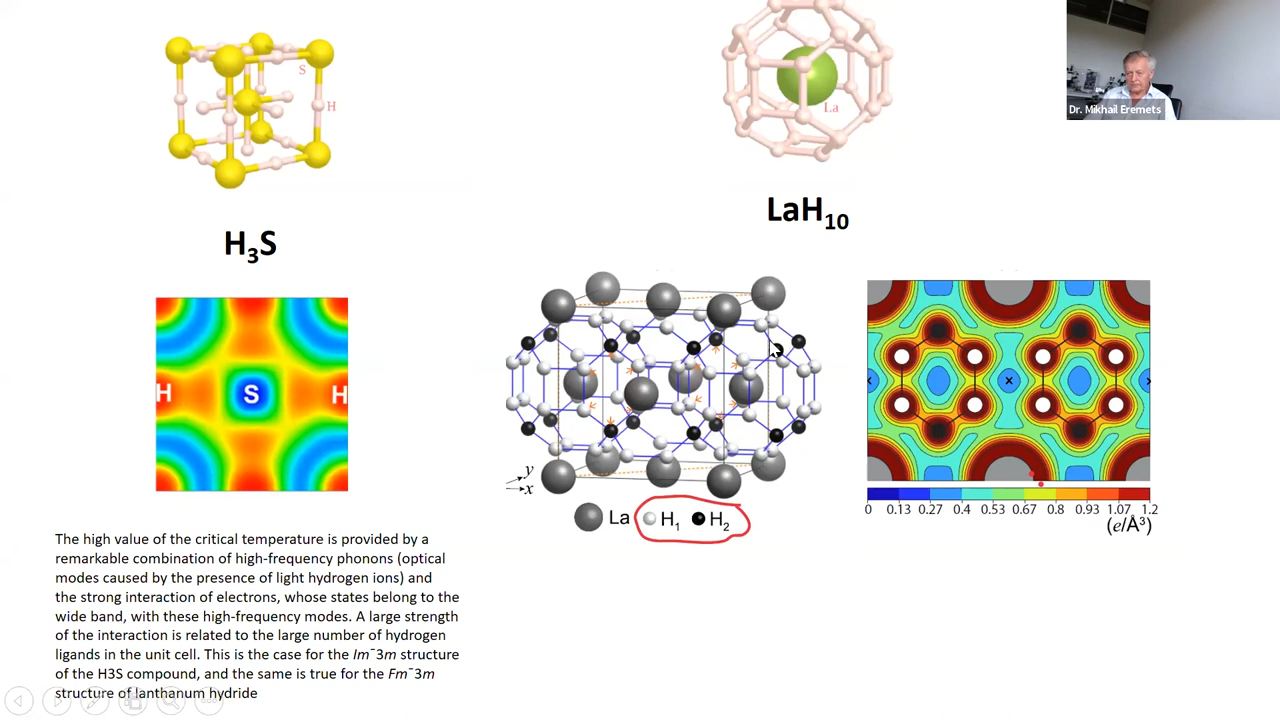 S
H
La
Dr. Mikhail Eremets
H3S
LaH10
H
S
H
y
x
La
H1
H2
0
0.13
0.27
0.4
0.53
0.67
0.8
0.93
1.07
1.2
(e/Å3)
The high value of the critical temperature is provided by a
remarkable combination of high-frequency phonons (optical
modes caused by the presence of light hydrogen ions) and
the strong interaction of electrons, whose states belong to the
wide band, with these high-frequency modes. A large strength
of the interaction is related to the large number of hydrogen
ligands in the unit cell. This is the case for the Im¯3m structure
of the H3S compound, and the same is true for the Fm¯3m
structure of lanthanum hydride